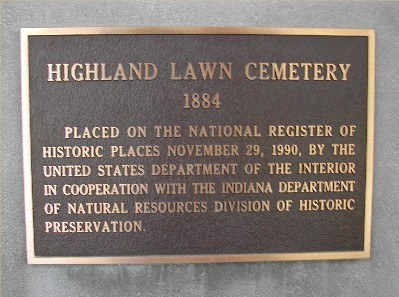 HIGHLAND LAWN CEMETERY
1884
PLACED ON THE NATIONAL REGISTER OF
HISTORIC PLACES NOVEMBER 29, 1990, BY THE
UNITED STATES DEPARTMENT OF THE INTERIOR
IN COOPERATION WITH THE INDIANA DEPARTMENT
OF NATURAL RESOURCES DIVISION OF HISTORIC
PRESERVATION.